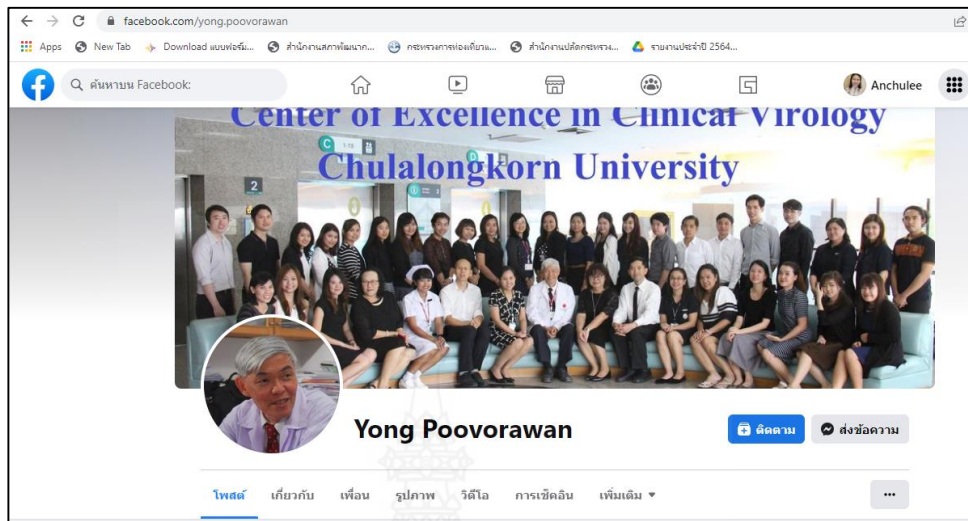 facebook.com/yong.poovorawan
Apps New Tab Download แบบฟอร์ม... สำนักงานสภาพัฒนาก... กระทรวงการท่องเที่ยวแ... สำนักงานปลัดกระทรว... รายงานประจำปี 2564...
ค้นหาบน Facebook: Anchulee
Center of Excellence in Clinical Virology
Chulalongkorn University
C 1-18
2
D
Yong Poovorawan
ติดตาม ส่งข้อความ
โพสต์ เกี่ยวกับ เพื่อน รูปภาพ วิดีโอ การเช็คอิน เพิ่มเติม